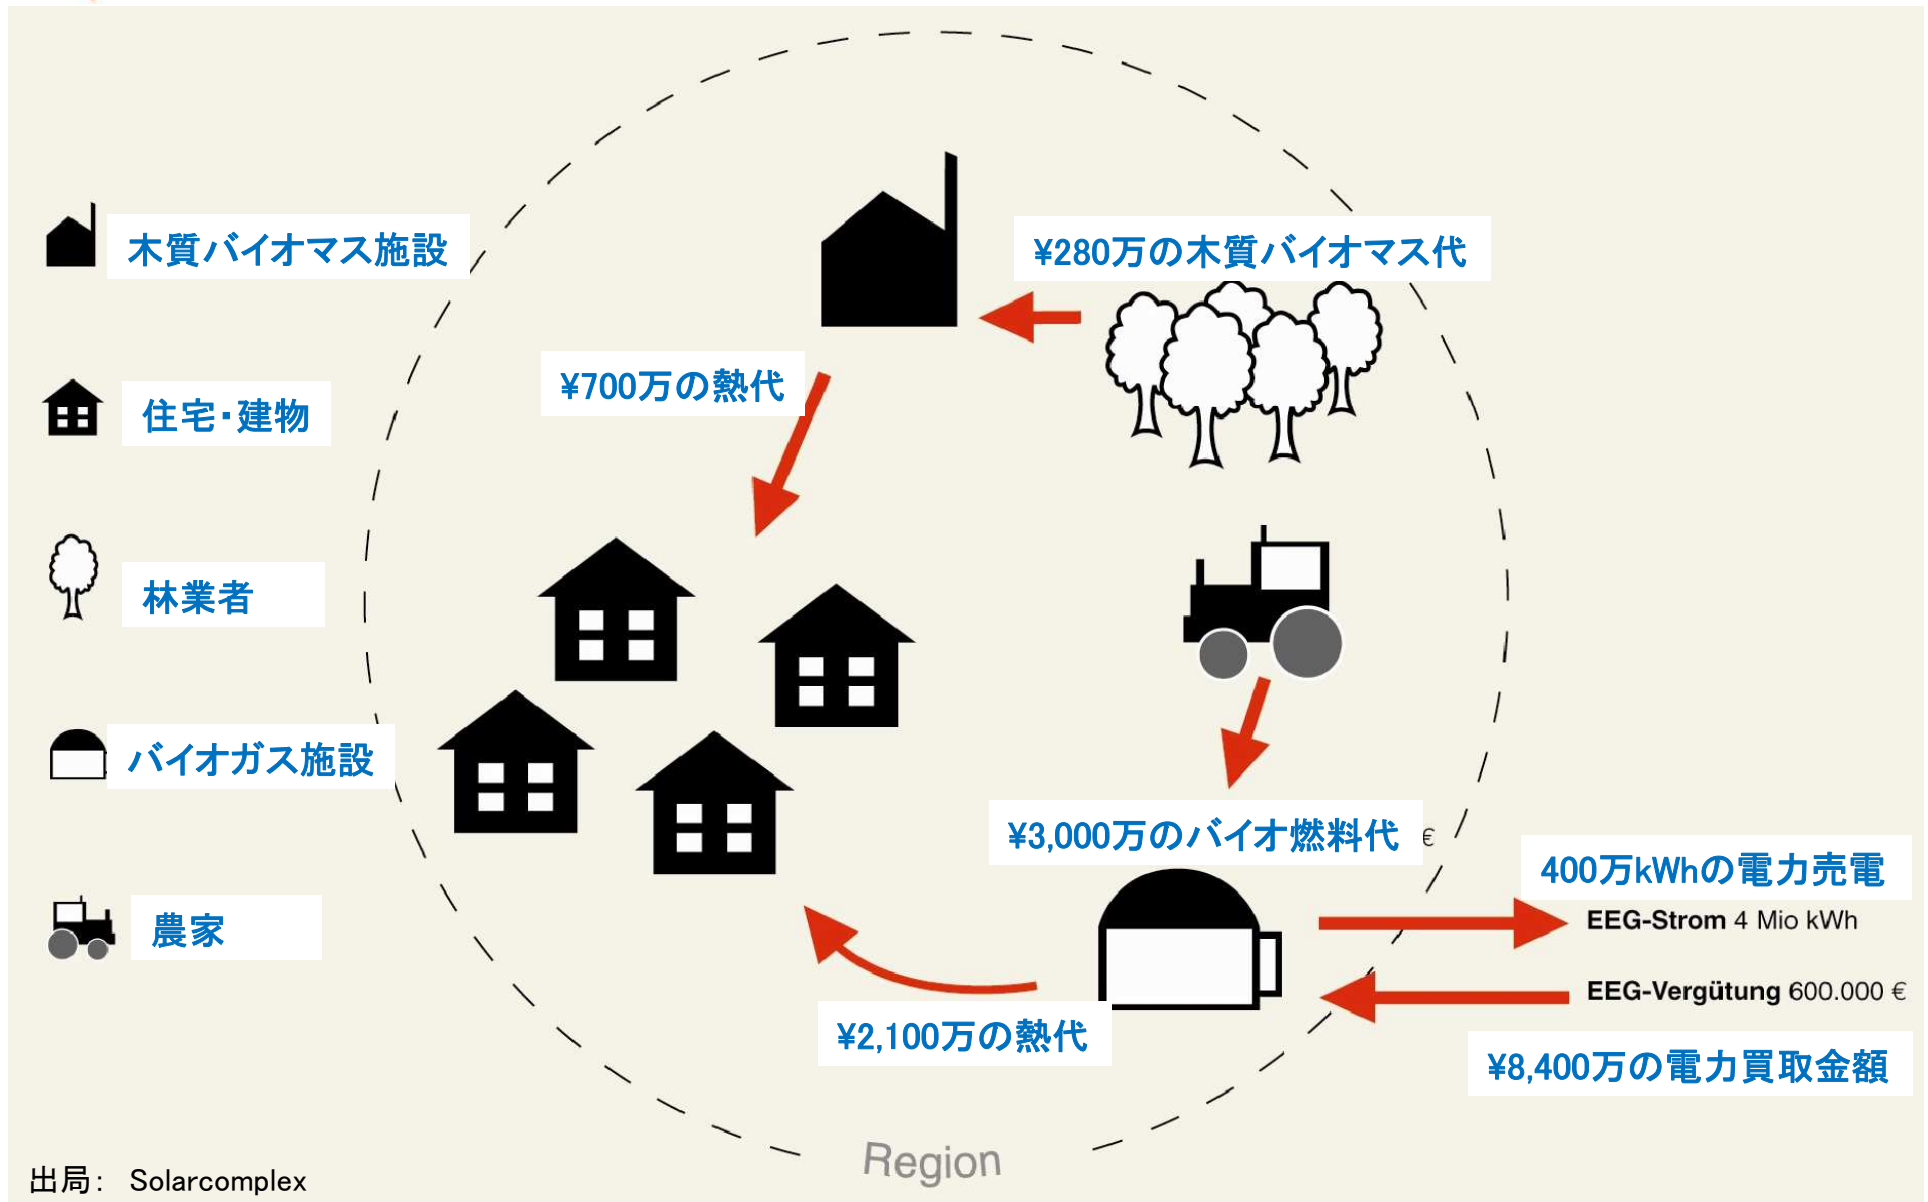 木質バイオマス施設
住宅・建物
林業者
バイオガス施設
農家
¥280万の木質バイオマス代
¥700万の熱代
¥3,000万のバイオ燃料代
€
400万kWhの電力売電
EEG-Strom 4 Mio kWh
EEG-Vergütung 600.000 €
¥2,100万の熱代
¥8,400万の電力買取金額
Region
出局： Solarcomplex